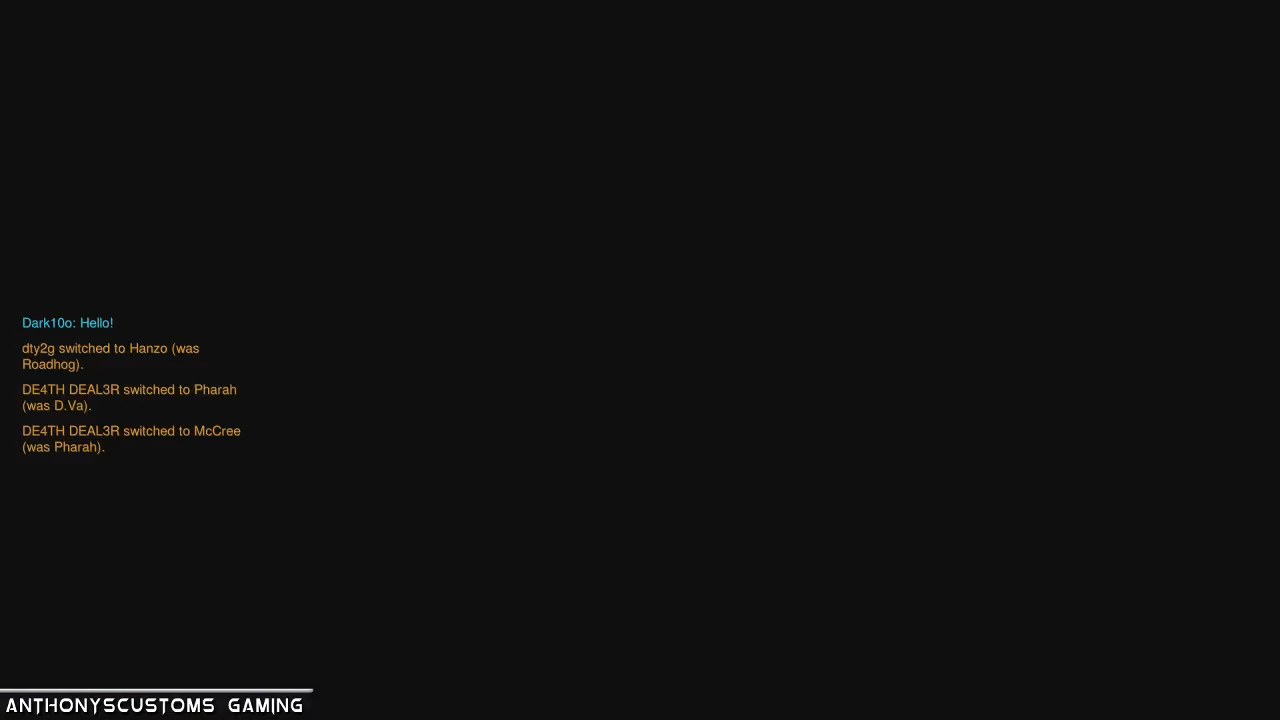 Dark10o: Hello!
dty2g switched to Hanzo (was
Roadhog).
DE4TH DEAL3R switched to Pharah
(was D.Va).
DE4TH DEAL3R switched to McCree
(was Pharah).
ANTHONYSCUSTOMS GAMING